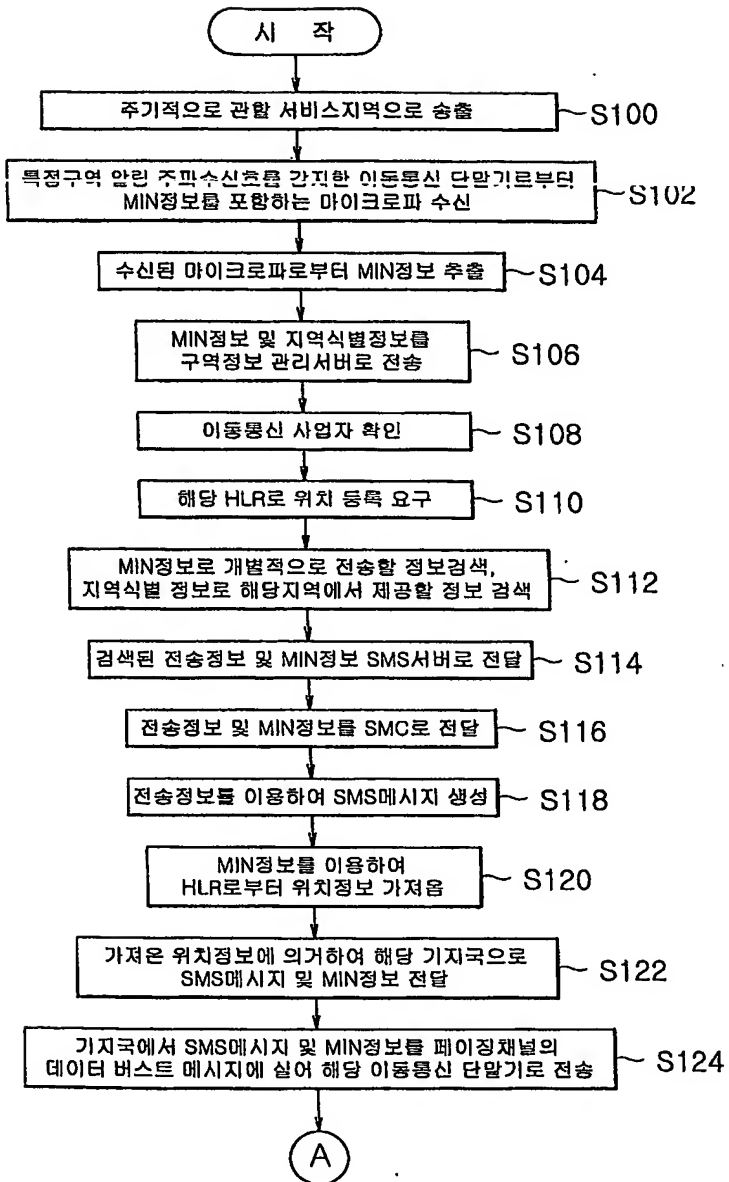 시 작
주기적으로 관할 서비스지역으로 송출
S100
특정구역 알림 주파수신호를 감지한 이동통신 단말기로부터
MIN정보를 포함하는 마이크로파 수신
S102
수신된 마이크로파로부터 MIN정보 추출
S104
MIN정보 및 지역식별정보를
구역정보 관리서버로 전송
S106
이동통신 사업자 확인
S108
해당 HLR로 위치 등록 요구
S110
MIN정보로 개별적으로 전송할 정보검색,
지역식별 정보로 해당지역에서 제공할 정보 검색
S112
검색된 전송정보 및 MIN정보 SMS서버로 전달
S114
전송정보 및 MIN정보를 SMC로 전달
S116
전송정보를 이용하여 SMS메시지 생성
S118
MIN정보를 이용하여
HLR로부터 위치정보 가져옴
S120
가져온 위치정보에 의거하여 해당 기지국으로
SMS메시지 및 MIN정보 전달
S122
기지국에서 SMS메시지 및 MIN정보를 페이징채널의
데이터 버스트 메시지에 실어 해당 이동통신 단말기로 전송
S124
A